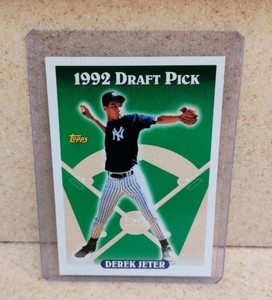 1992 DRAFT PICK
NY
Topps
DEREK JETER